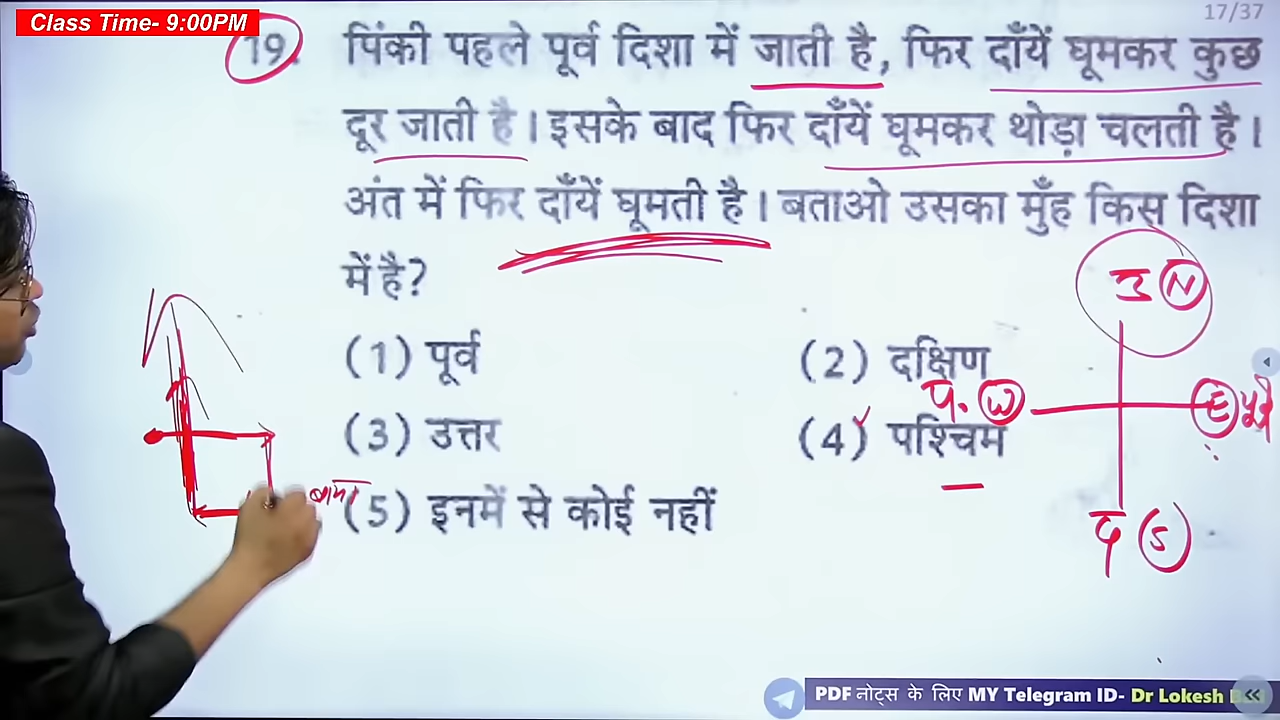 Class Time- 9:00PM
17/37
19. पिंकी पहले पूर्व दिशा में जाती है, फिर दाँयें घूमकर कुछ
दूर जाती है। इसके बाद फिर दाँयें घूमकर थोड़ा चलती है।
अंत में फिर दाँयें घूमती है। बताओ उसका मुँह किस दिशा
में है?
उ N
(1) पूर्व
(2) दक्षिण
प. W
E पूर्व
(3) उत्तर
(4) पश्चिम
(5) इनमें से कोई नहीं
द (S)
PDF नोट्स के लिए MY Telegram ID- Dr Lokesh